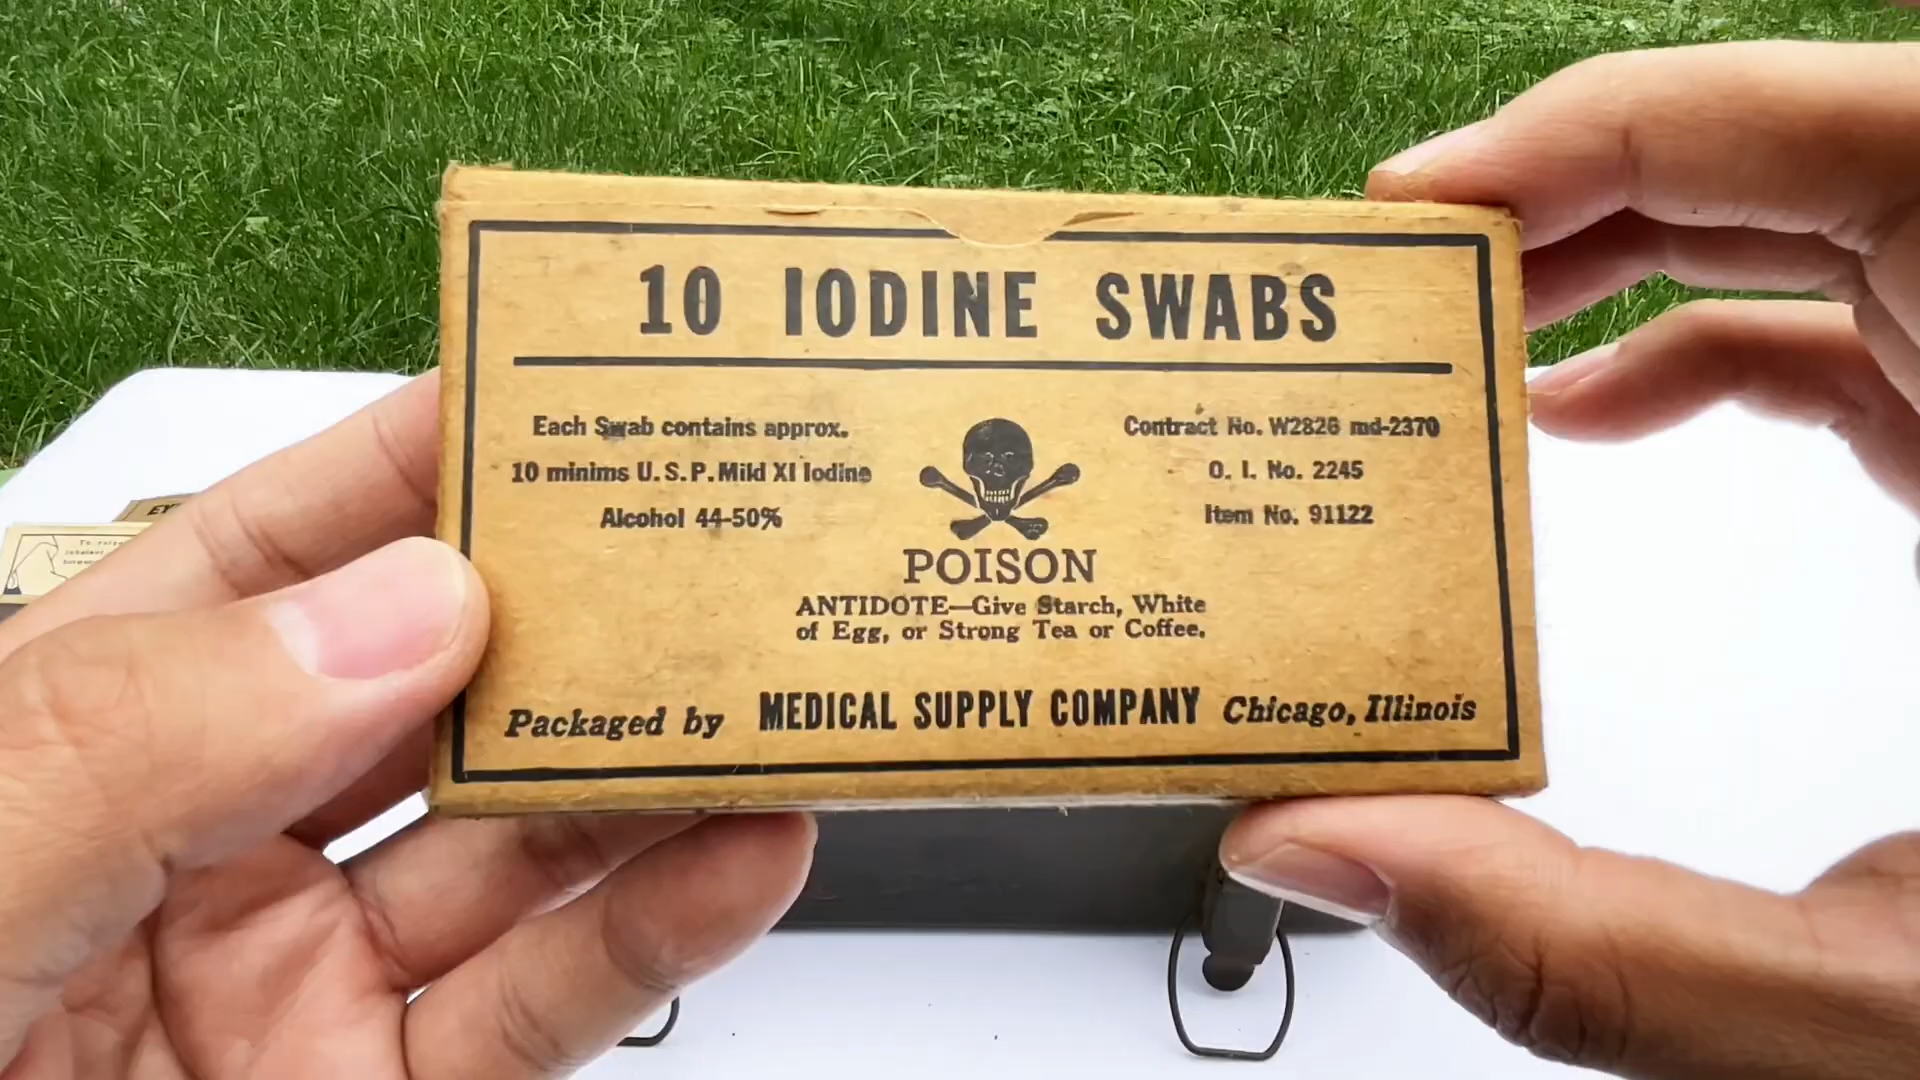 10 IODINE SWABS
Each Swab contains approx.
10 minims U.S.P. Mild XI Iodine
Alcohol 44-50%
Contract No. W2826 md-2370
O. I. No. 2245
Item No. 91122
POISON
ANTIDOTE—Give Starch, White
of Egg, or Strong Tea or Coffee.
Packaged by MEDICAL SUPPLY COMPANY Chicago, Illinois
EY
To